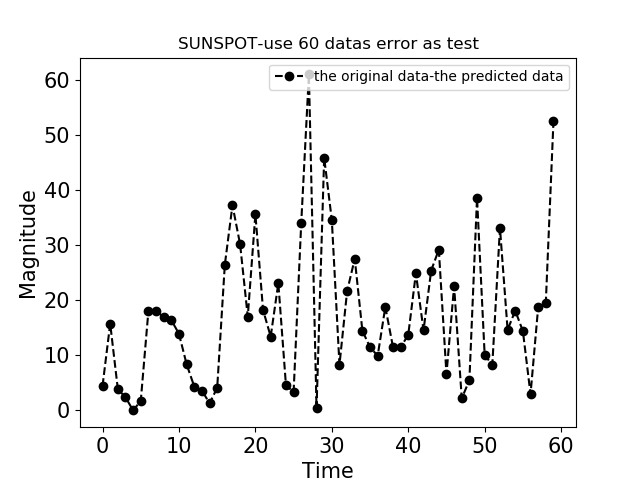 SUNSPOT-use 60 datas error as test
the original data-the predicted data
Magnitude
60
50
40
30
20
10
0
0 10 20 30 40 50 60
Time